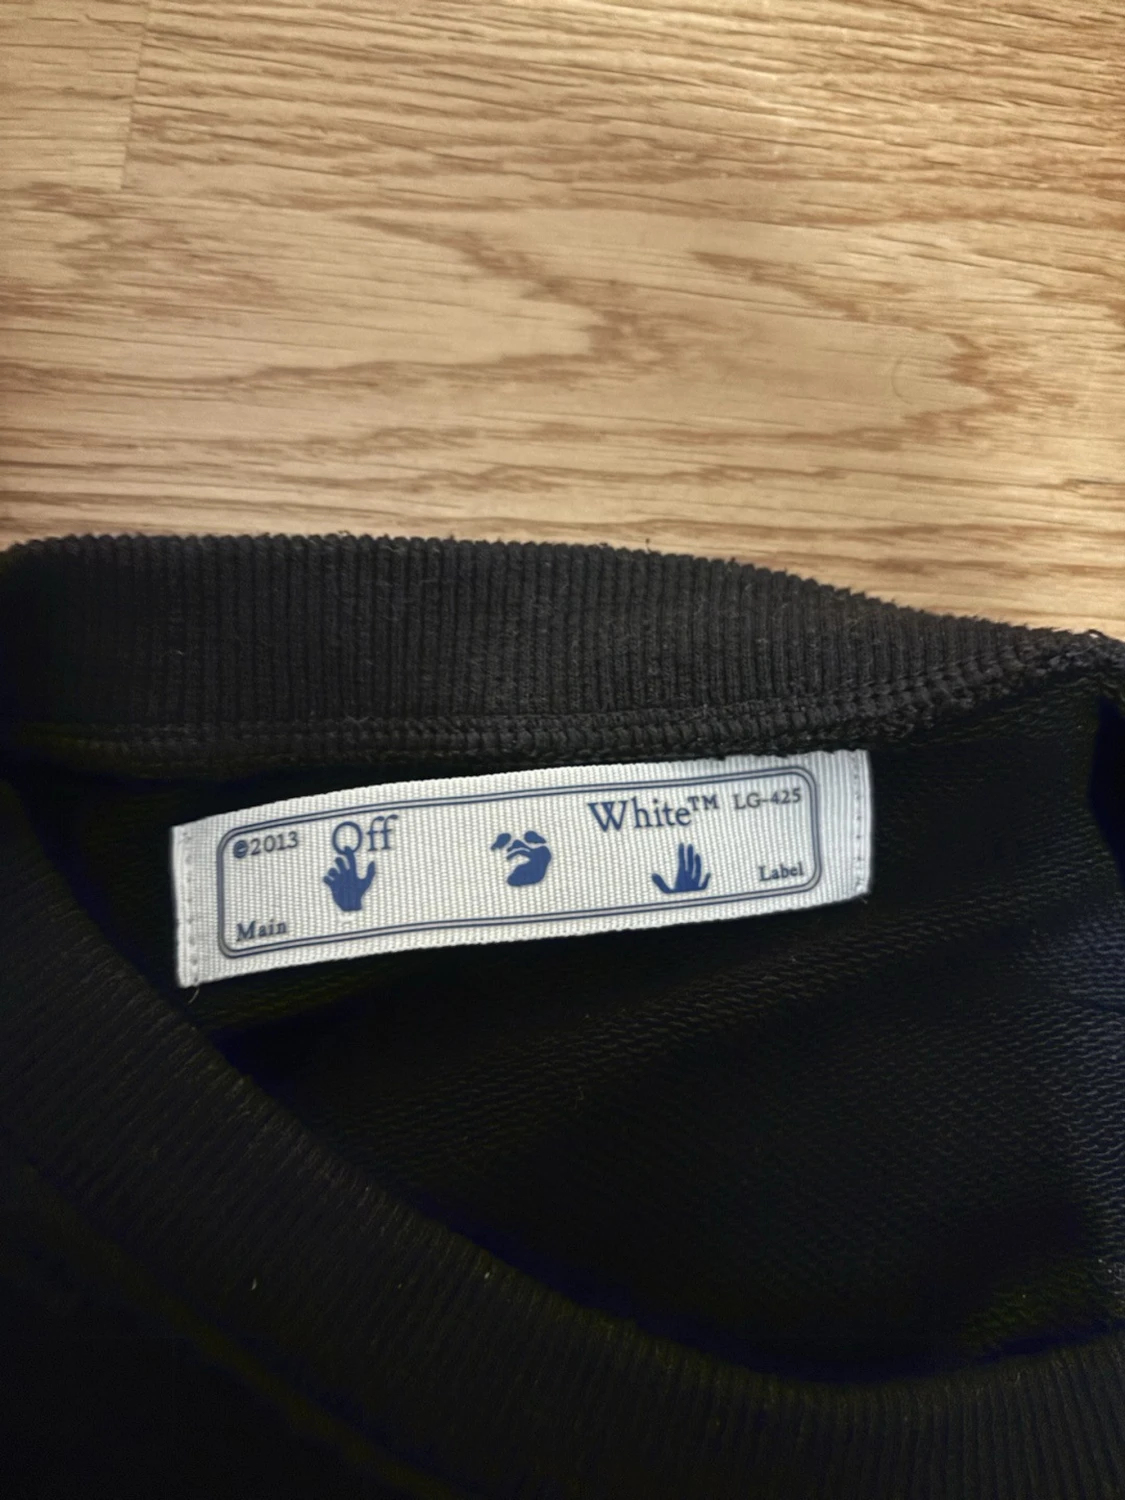 ©2013 Off White™ LG-425
Main Label